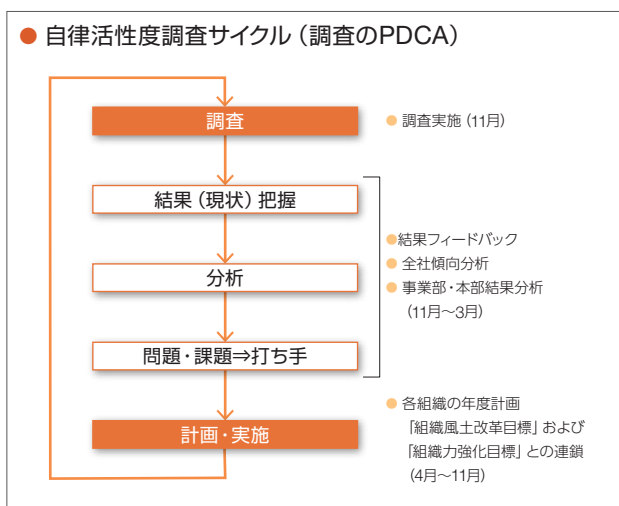 ● 自律活性度調査サイクル（調査のPDCA）
調査
● 調査実施（11月）
結果（現状）把握
分析
問題・課題⇒打ち手
●結果フィードバック
● 全社傾向分析
● 事業部・本部結果分析
（11月～3月）
計画・実施
● 各組織の年度計画
「組織風土改革目標」および
「組織力強化目標」との連鎖
（4月～11月）